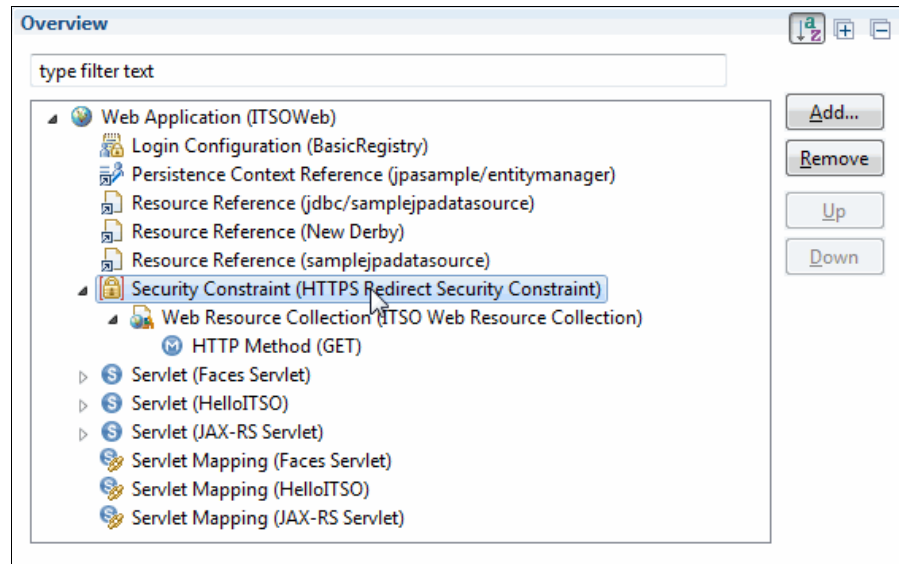 Overview
type filter text
Web Application (ITSOWeb)
Add...
Login Configuration (BasicRegistry)
Remove
Persistence Context Reference (jpasample/entitymanager)
Resource Reference (jdbc/samplejpadatasource)
Up
Resource Reference (New Derby)
Resource Reference (samplejpadatasource)
Down
Security Constraint (HTTPS Redirect Security Constraint)
Web Resource Collection (ITSO Web Resource Collection)
HTTP Method (GET)
Servlet (Faces Servlet)
Servlet (HelloITSO)
Servlet (JAX-RS Servlet)
Servlet Mapping (Faces Servlet)
Servlet Mapping (HelloITSO)
Servlet Mapping (JAX-RS Servlet)